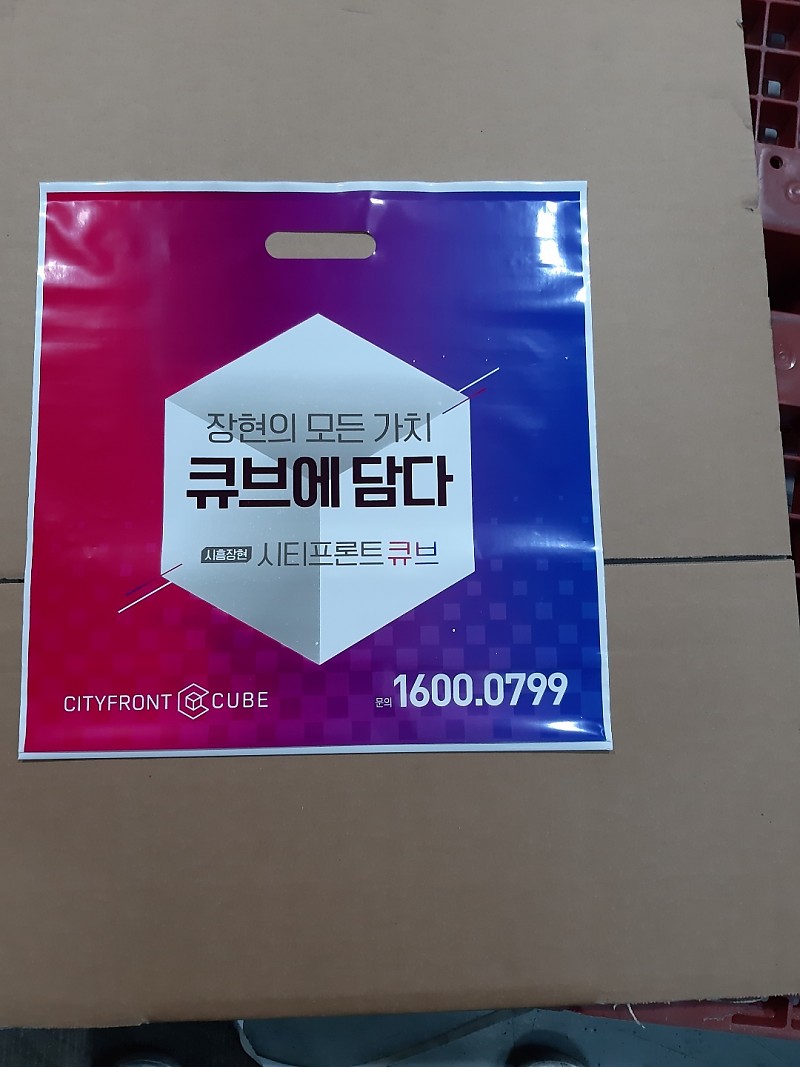 장현의 모든 가치
큐브에 담다
시흥장현 시티프론트 큐브
CITYFRONT CUBE
문의 1600.0799